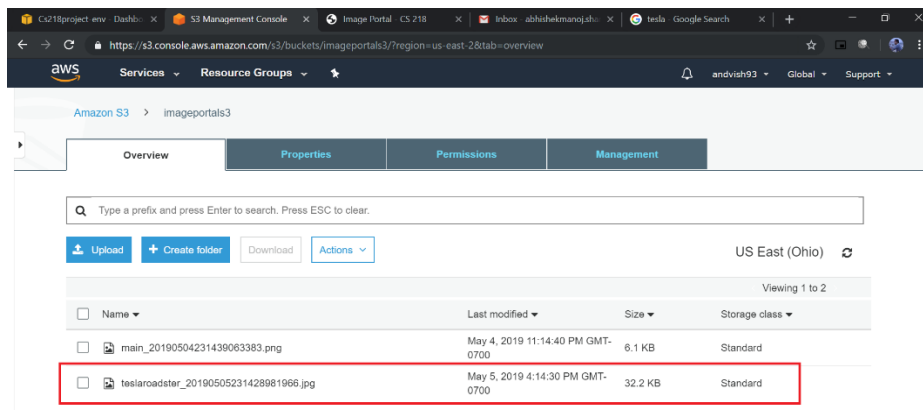 Cs218project-env - Dashbo
S3 Management Console
Image Portal - CS 218
Inbox - abhishekmanoj.sha
tesla - Google Search
https://s3.console.aws.amazon.com/s3/buckets/imageportals3/?region=us-east-2&tab=overview
aws Services Resource Groups andvish93 Global Support
Amazon S3 > imageportals3
Overview Properties Permissions Management
Type a prefix and press Enter to search. Press ESC to clear.
Upload + Create folder Download Actions US East (Ohio)
Viewing 1 to 2
Name Last modified Size Storage class
main_20190504231439063383.png May 4, 2019 11:14:40 PM GMT-0700 6.1 KB Standard
teslaroadster_20190505231428981966.jpg May 5, 2019 4:14:30 PM GMT-0700 32.2 KB Standard